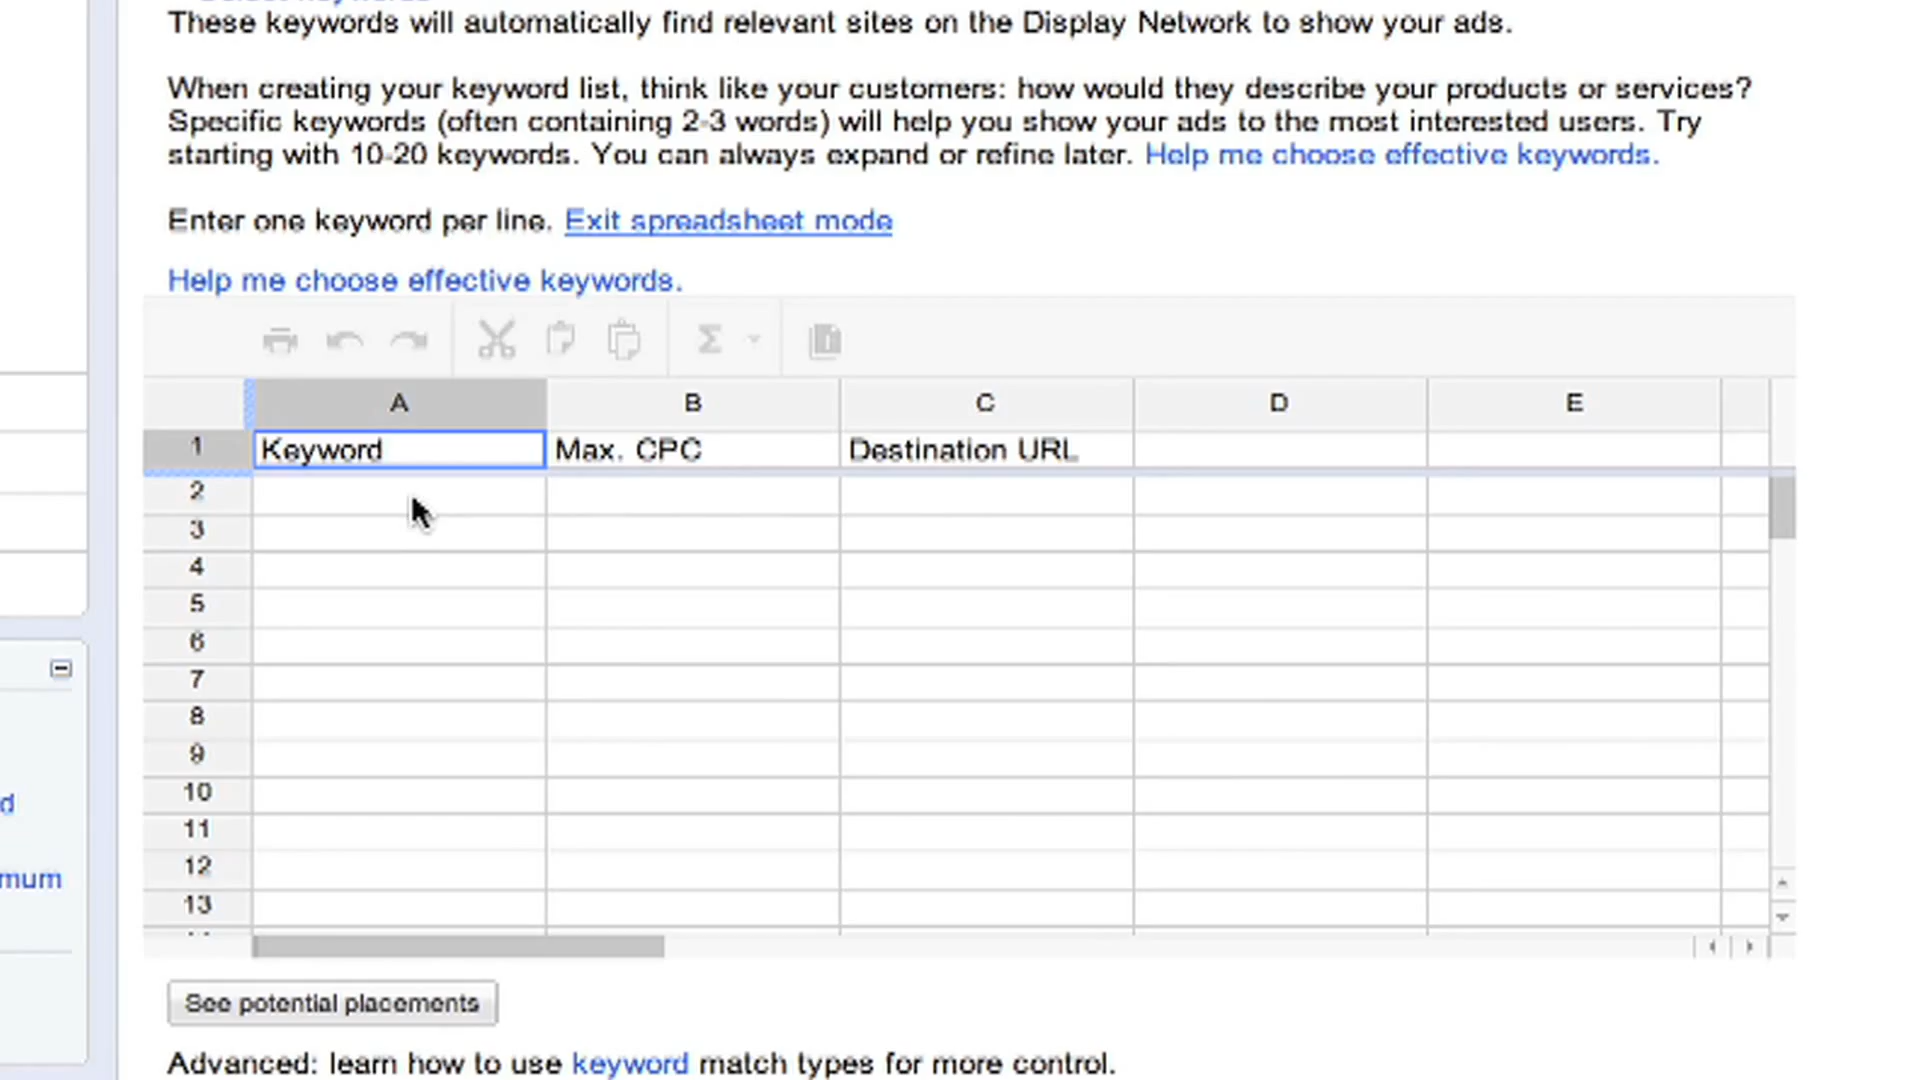 These keywords will automatically find relevant sites on the Display Network to show your ads.
When creating your keyword list, think like your customers: how would they describe your products or services?
Specific keywords (often containing 2-3 words) will help you show your ads to the most interested users. Try
starting with 10-20 keywords. You can always expand or refine later. Help me choose effective keywords.
Enter one keyword per line. Exit spreadsheet mode
Help me choose effective keywords.
Σ
A B C D E
1 Keyword Max. CPC Destination URL
2
3
4
5
6
7
8
9
10
11
12
13
d
mum
See potential placements
Advanced: learn how to use keyword match types for more control.